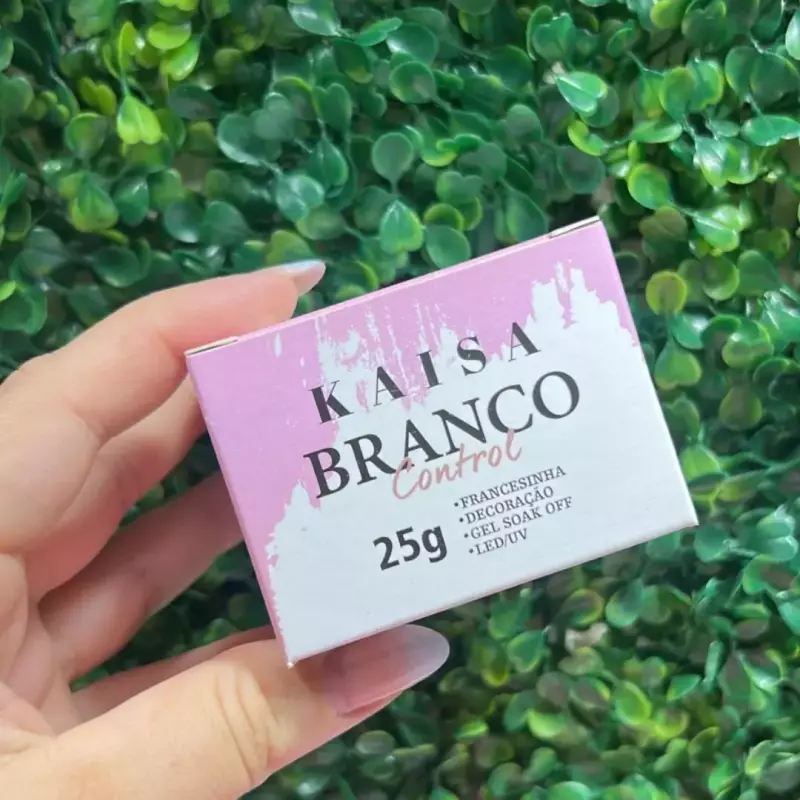 KAISA
BRANCO
Control
25g
•FRANCESINHA
•DECORAÇÃO
•GEL SOAK OFF
•LED/UV